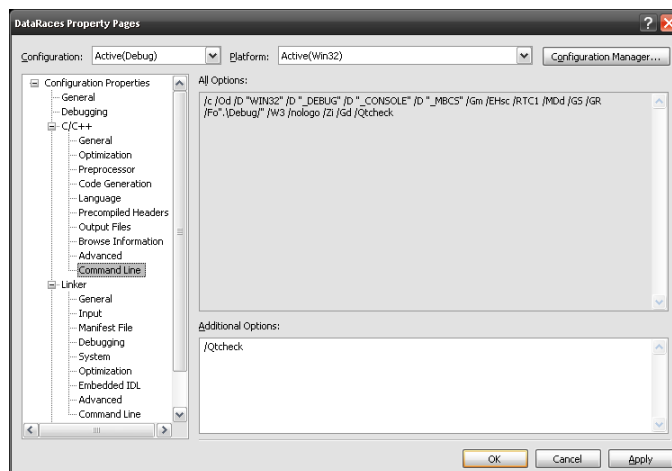 DataRaces Property Pages
Configuration: Active(Debug) Platform: Active(Win32) Configuration Manager...
Configuration Properties
General
Debugging
C/C++
General
Optimization
Preprocessor
Code Generation
Language
Precompiled Headers
Output Files
Browse Information
Advanced
Command Line
Linker
General
Input
Manifest File
Debugging
System
Optimization
Embedded IDL
Advanced
Command Line
All Options:
/c /Od /D "WIN32" /D "_DEBUG" /D "_CONSOLE" /D "_MBCS" /Gm /EHsc /RTC1 /MDd /GS /GR
/Fo".\Debug/" /W3 /nologo /Zi /Gd /Qtcheck
Additional Options:
/Qtcheck
OK Cancel Apply